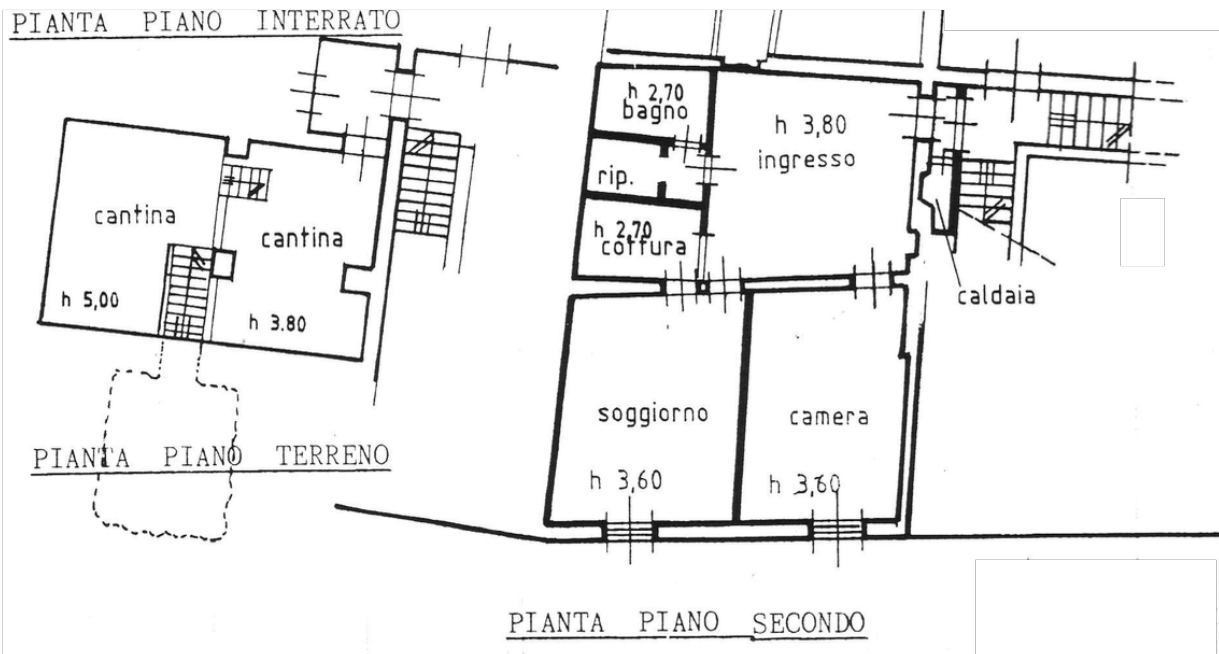 PIANTA PIANO INTERRATO
cantina
cantina
h 5,00
h 3.80
PIANTA PIANO TERRENO
h 2,70
bagno
rip.
h 2,70
cottura
h 3,80
ingresso
caldaia
soggiorno
h 3,60
camera
h 3,60
PIANTA PIANO SECONDO